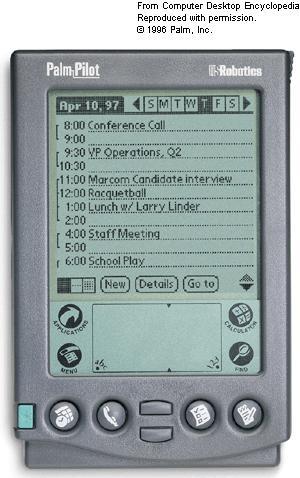 From Computer Desktop Encyclopedia
Reproduced with permission.
© 1996 Palm, Inc.
PalmPilot
USRobotics
Apr 10, 97
S M T W T F S
8:00 Conference Call
9:00
9:30 VP Operations, Q2
10:30
11:00 Marcom Candidate interview
12:00 Racquetball
1:00 Lunch w/ Larry Linder
2:00
4:00 Staff Meeting
5:00
6:00 School Play
New Details Go to
APPLICATIONS
CALCULATOR
MENU
FIND
abc
123